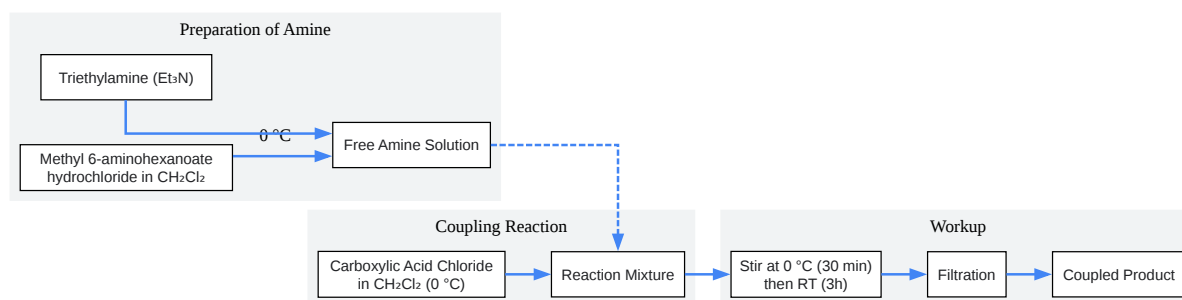 Preparation of Amine
Triethylamine (Et₃N)
0 °C
Free Amine Solution
Methyl 6-aminohexanoate
hydrochloride in CH₂Cl₂
Coupling Reaction
Carboxylic Acid Chloride
in CH₂Cl₂ (0 °C)
Reaction Mixture
Workup
Stir at 0 °C (30 min)
then RT (3h)
Filtration
Coupled Product